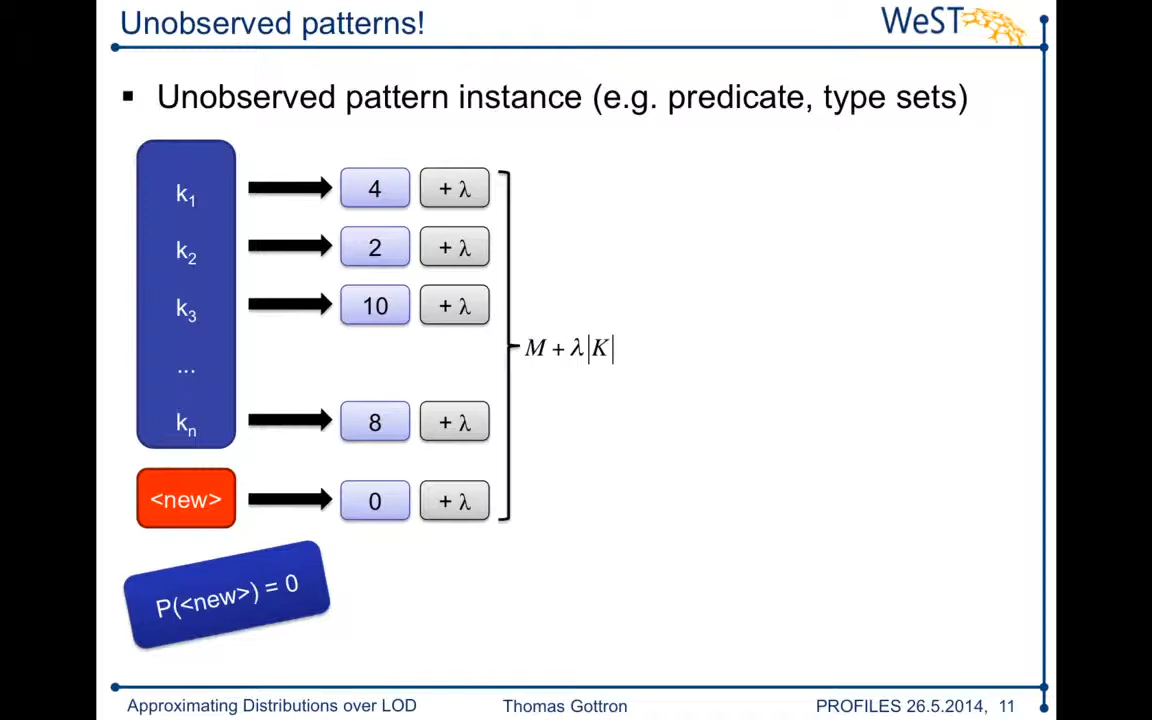 Unobserved patterns!
WeST
▪ Unobserved pattern instance (e.g. predicate, type sets)
k1 4 + λ
k2 2 + λ
k3 10 + λ
M + λ|K|
...
kn 8 + λ
<new> 0 + λ
P(<new>) = 0
Approximating Distributions over LOD Thomas Gottron PROFILES 26.5.2014, 11